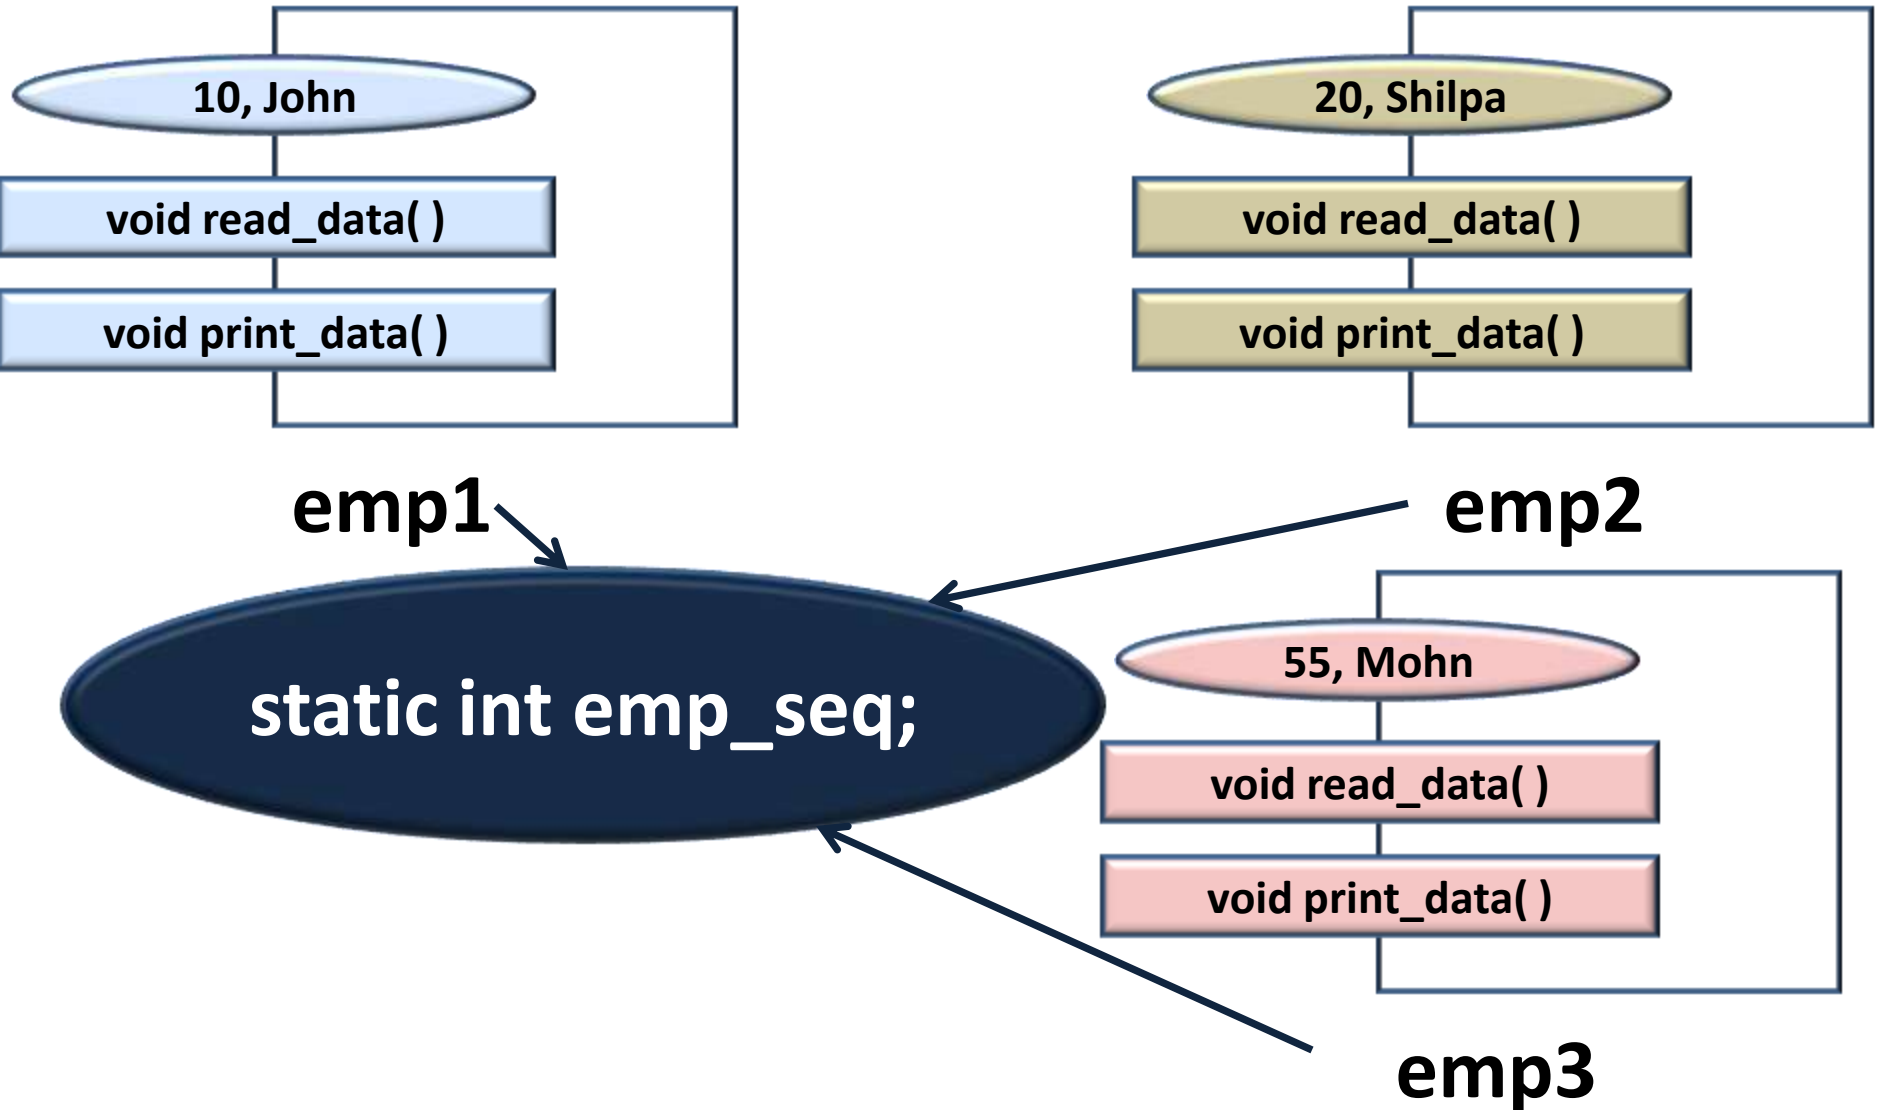 10, John
void read_data( )
void print_data( )
emp1
20, Shilpa
void read_data( )
void print_data( )
emp2
static int emp_seq;
55, Mohn
void read_data( )
void print_data( )
emp3